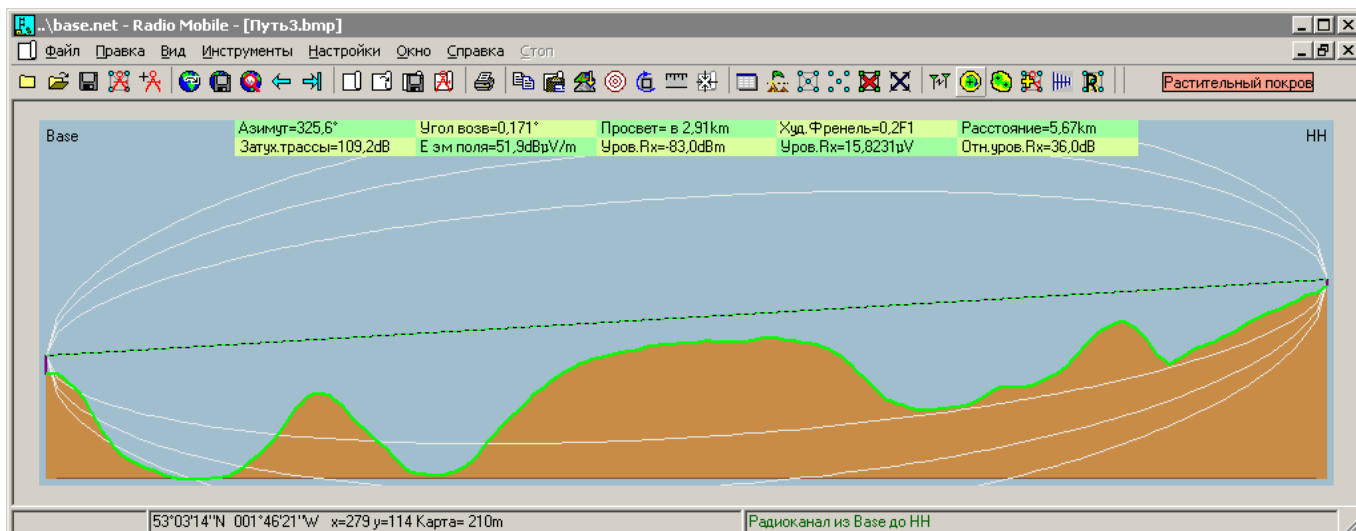 ..\base.net - Radio Mobile - [Путь3.bmp]
Файл Правка Вид Инструменты Настройки Окно Справка Стоп
Растительный покров
Base
Азимут=325,6° Угол возв=0,171° Просвет= в 2,91km Худ.Френель=0,2F1 Расстояние=5,67km
HH
Затух.трассы=109,2dB E эм поля=51,9dBµV/m Уров.Rx=-83,0dBm Уров.Rx=15,8231µV Отн.уров.Rx=36,0dB
53°03'14"N 001°46'21"W x=279 y=114 Карта= 210m
Радиоканал из Base до HH